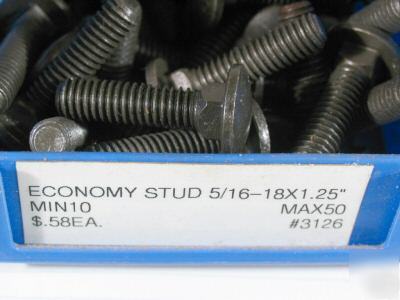 ECONOMY STUD 5/16-18X1.25"
MIN10 MAX50
$.58EA. #3126